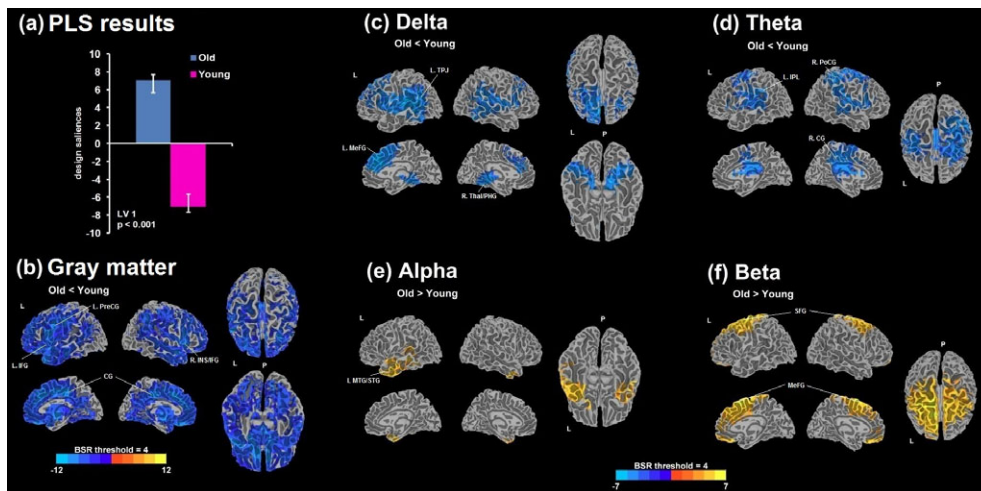 (a) PLS results
10
8
6
4
2
0
-2
-4
-6
-8
-10
design saliences
Old
Young
LV 1
p < 0.001
(b) Gray matter
Old < Young
L
L. PreCG
L. IFG
R. INS/IFG
CG
L P
BSR threshold = 4
-12 12
(c) Delta
Old < Young
L
L. TPJ
L. MeFG
R. Thal/PHG
L P
(d) Theta
Old < Young
L
R. PoCG
L. IPL
R. CG
P
L
(e) Alpha
Old > Young
L
l. MTG/STG
P
L
(f) Beta
Old > Young
L
SFG
MeFG
P
L
BSR threshold = 4
-7 7